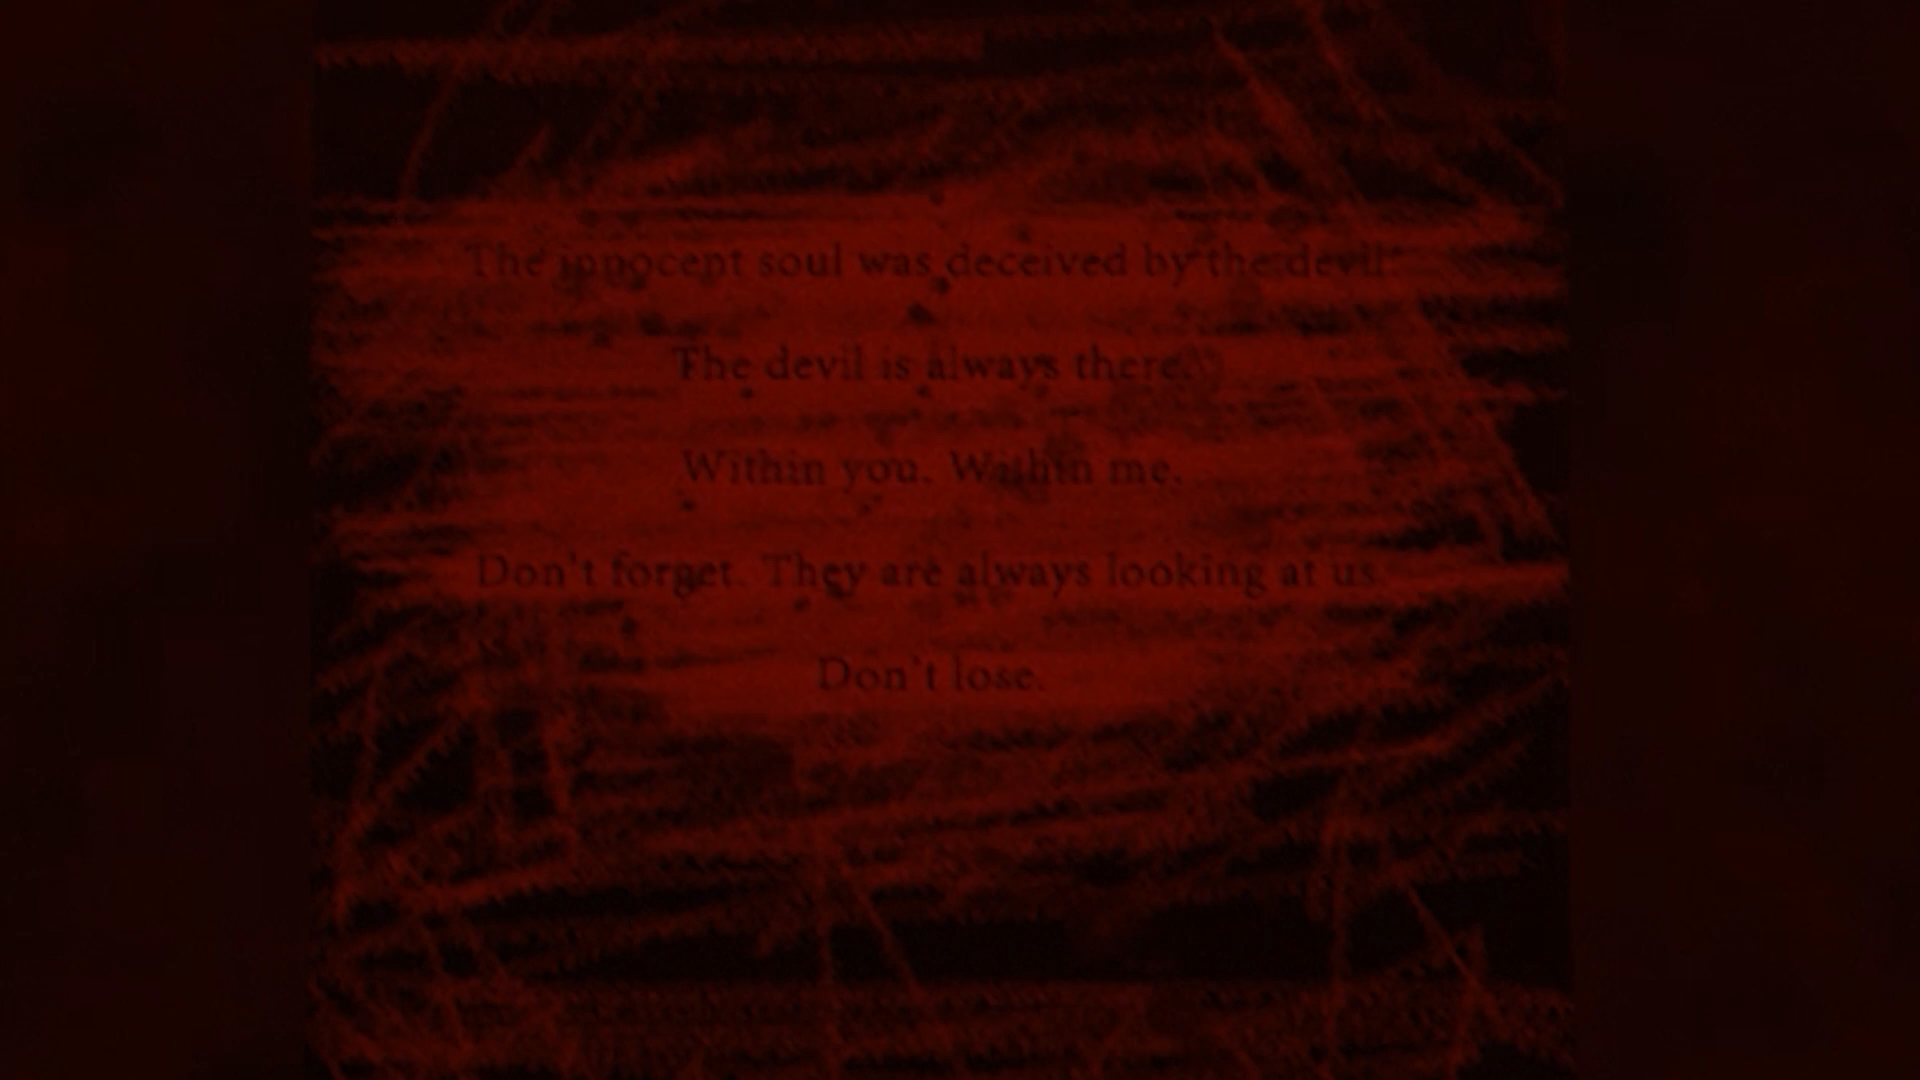 The innocent soul was deceived by the devil.
The devil is always there.
Within you. Within me.
Don't forget. They are always looking at us.
Don't lose.